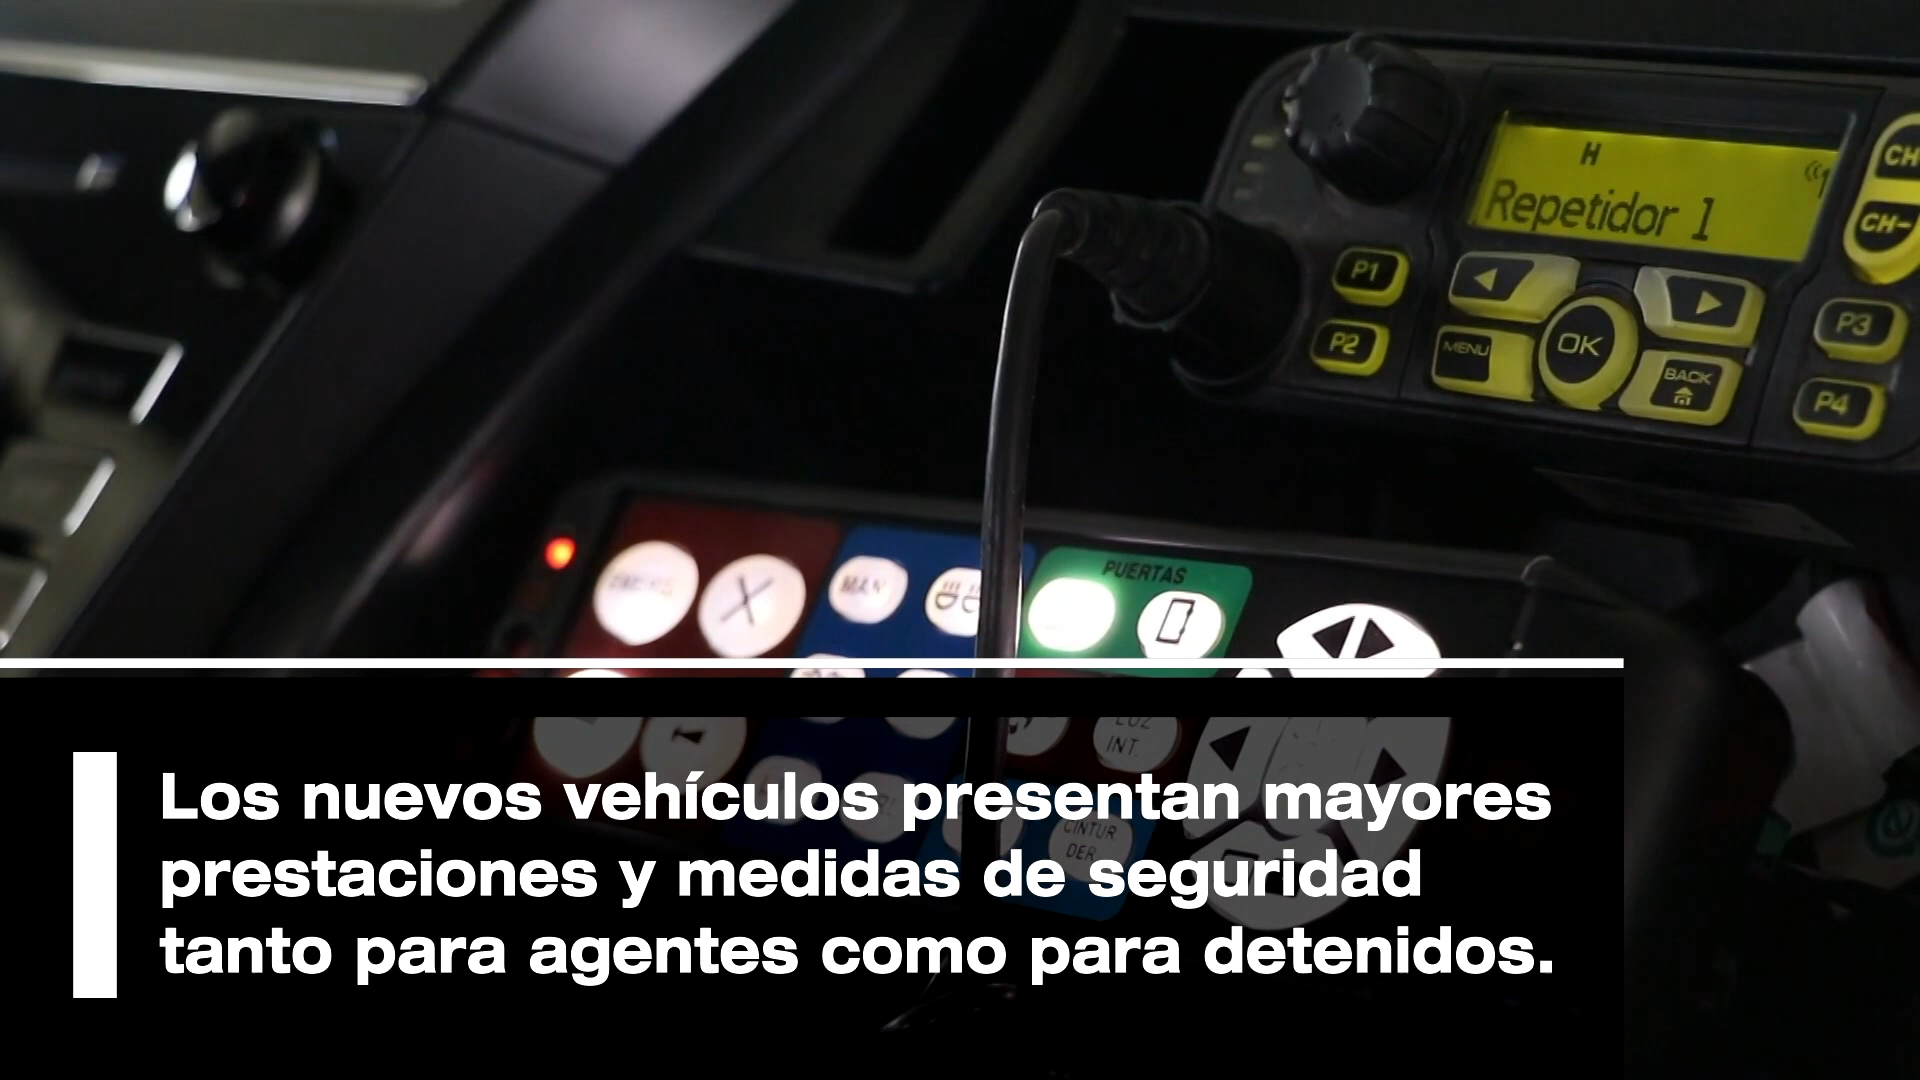 H
Repetidor 1
CH
CH-
P1
P2
MENU
OK
BACK
P3
P4
MAN
PUERTAS
LUZ
INT.
CINTUR
DER
Los nuevos vehículos presentan mayores
prestaciones y medidas de seguridad
tanto para agentes como para detenidos.